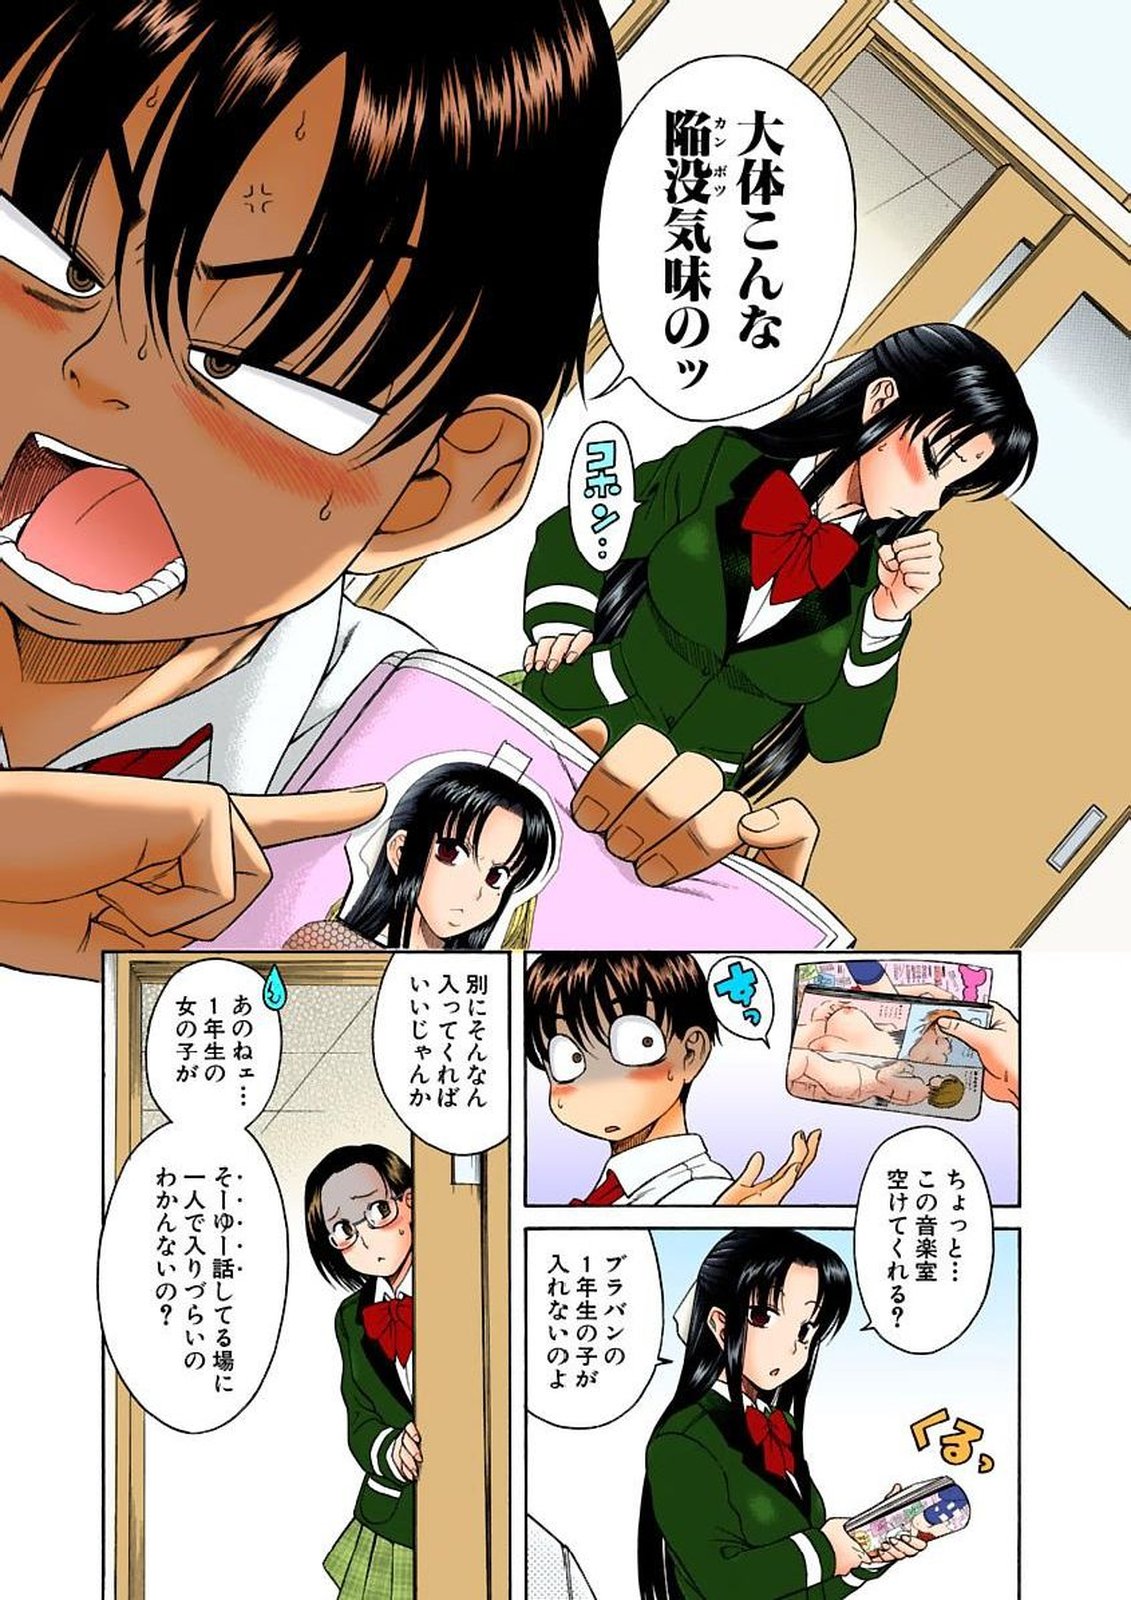 大体こんな
陥没気味のッ
カンボツ
コホン‥
すっ
ちょっと…
この音楽室
空けてくれる?
ブラバンの
1年生の子が
入れないのよ
くるっ
別にそんなん
入ってくれば
いいじゃんか
あのねェ…
1年生の
女の子が
そーゆー話してる場に
一人で入りづらいの
わかんないの?